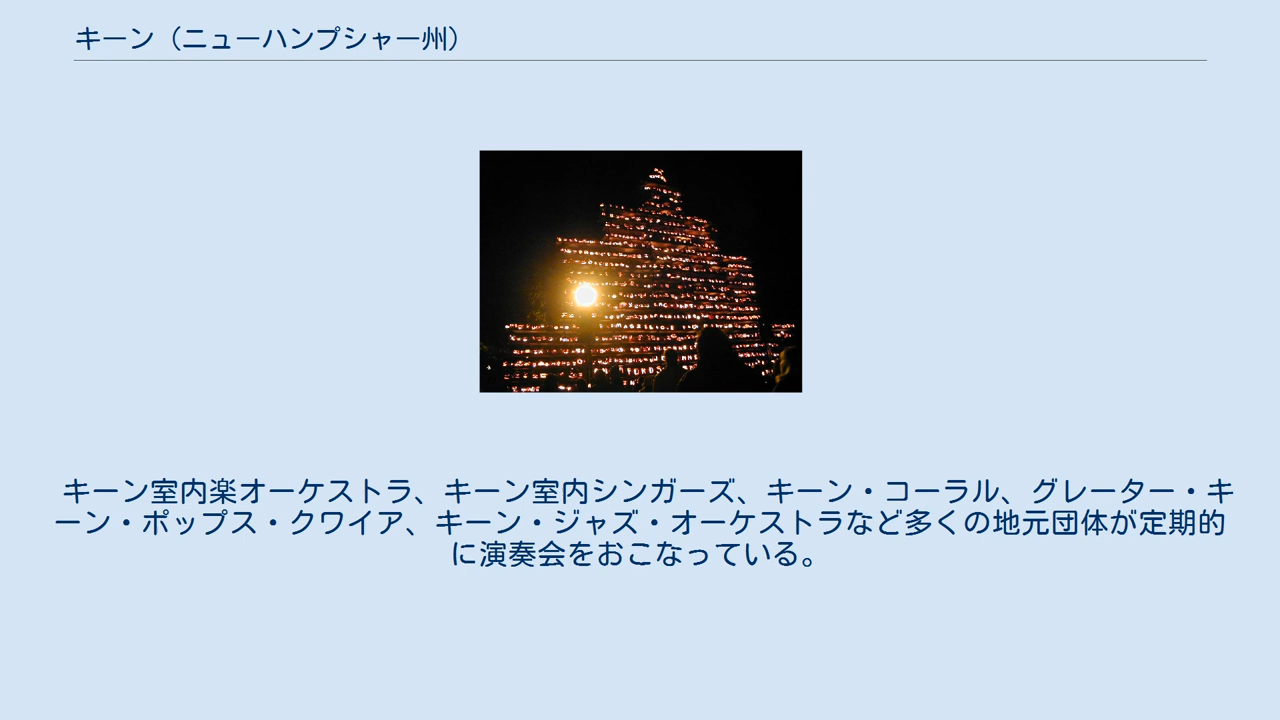 キーン（ニューハンプシャー州）
キーン室内楽オーケストラ、キーン室内シンガーズ、キーン・コーラル、グレーター・キ
ーン・ポップス・クワイア、キーン・ジャズ・オーケストラなど多くの地元団体が定期的
に演奏会をおこなっている。